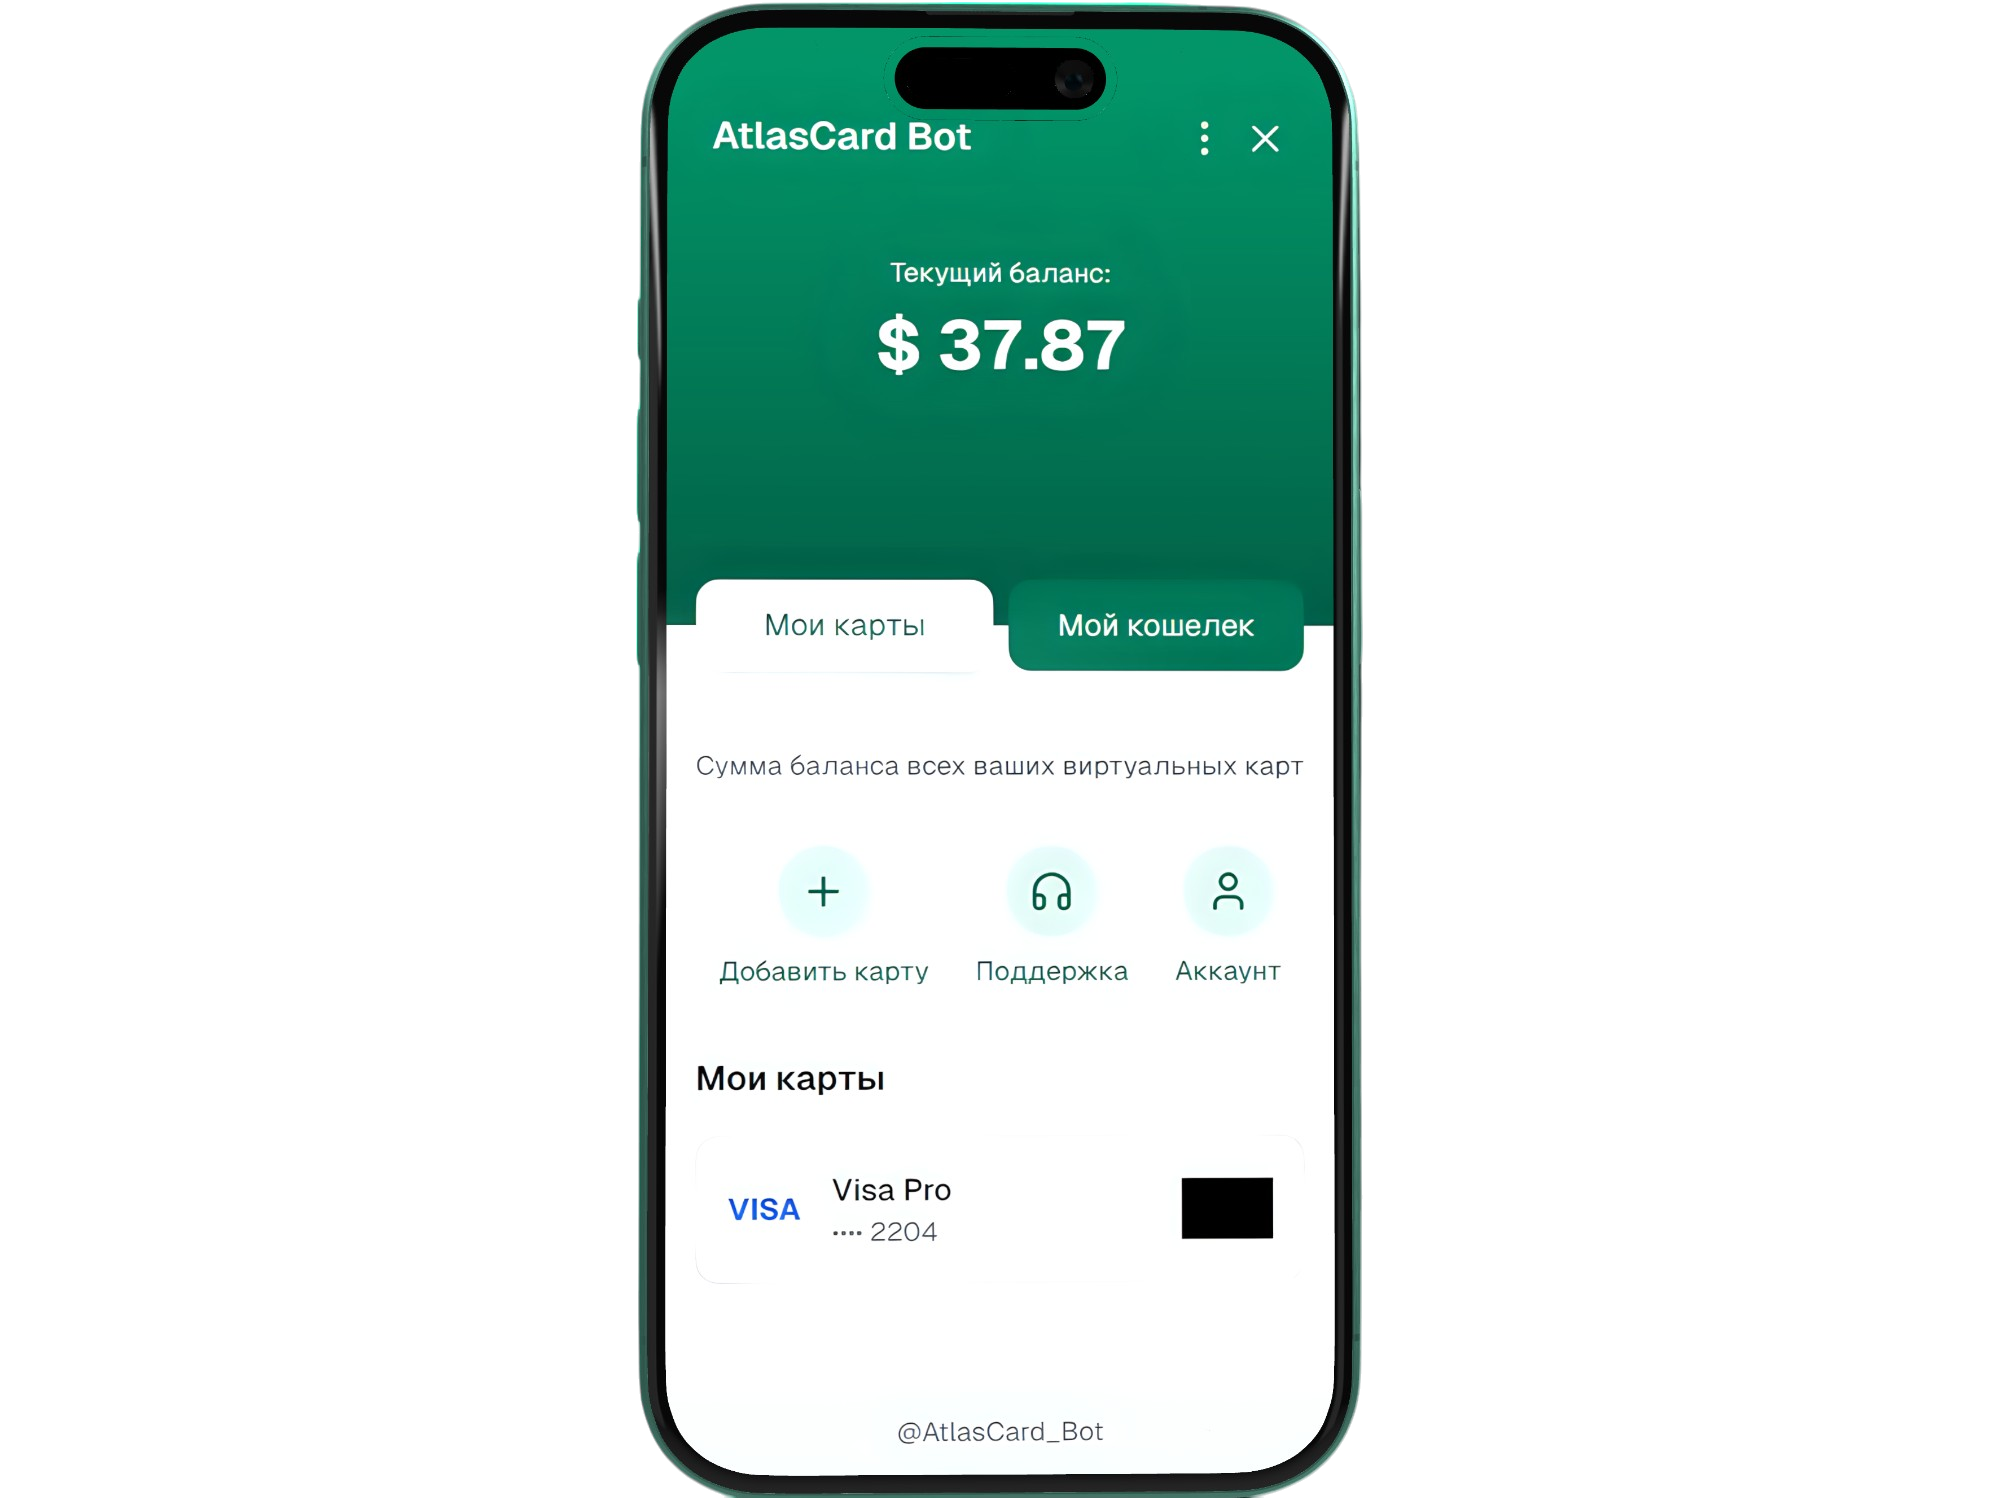 AtlasCard Bot
Текущий баланс:
$ 37.87
Мои карты
Мой кошелек
Сумма баланса всех ваших виртуальных карт
Добавить карту
Поддержка
Аккаунт
Мои карты
VISA
Visa Pro
•••• 2204
@AtlasCard_Bot